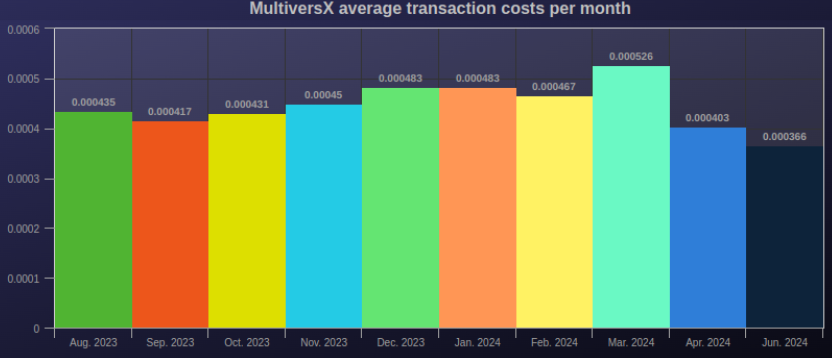 MultiversX average transaction costs per month
0.0006
0.0005
0.0004
0.0003
0.0002
0.0001
0
0.000435
0.000417
0.000431
0.00045
0.000483
0.000483
0.000467
0.000526
0.000403
0.000366
Aug. 2023
Sep. 2023
Oct. 2023
Nov. 2023
Dec. 2023
Jan. 2024
Feb. 2024
Mar. 2024
Apr. 2024
Jun. 2024